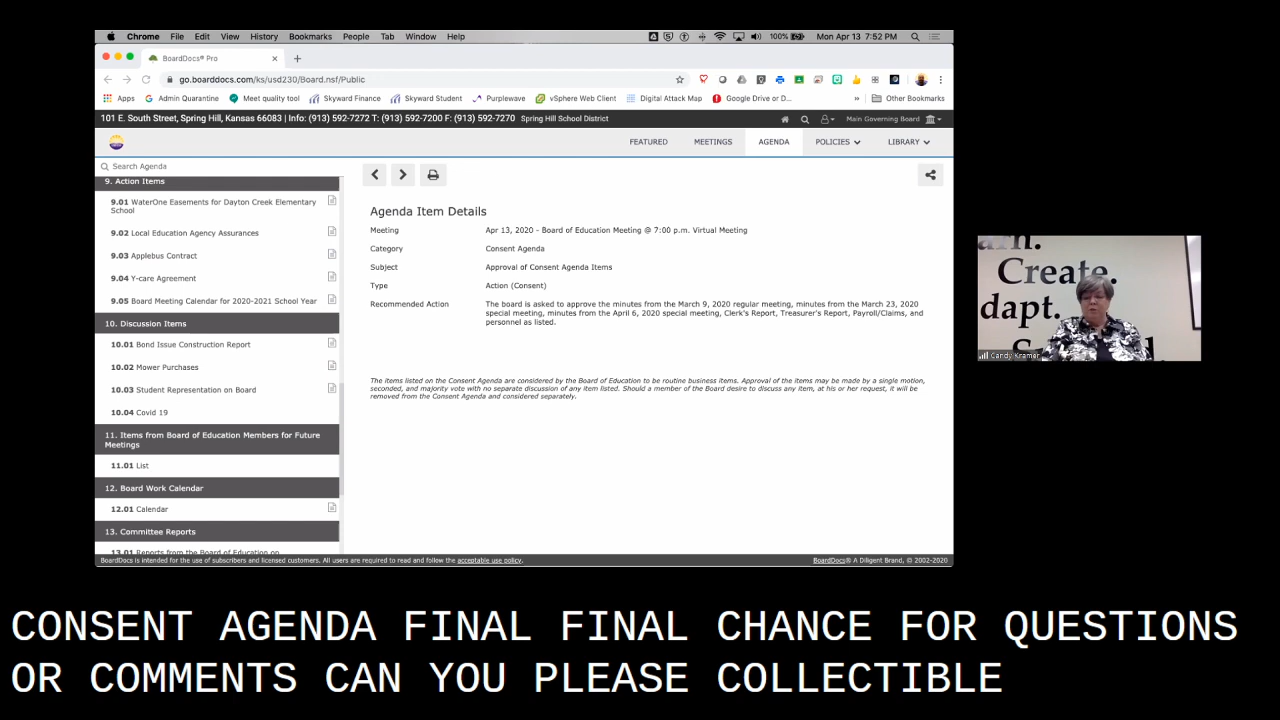 Chrome File Edit View History Bookmarks People Tab Window Help 100% Mon Apr 13 7:52 PM
BoardDocs® Pro
go.boarddocs.com/ks/usd230/Board.nsf/Public
Apps Admin Quarantine Meet quality tool Skyward Finance Skyward Student Purplewave vSphere Web Client Digital Attack Map Google Drive or D... » Other Bookmarks
101 E. South Street, Spring Hill, Kansas 66083 | Info: (913) 592-7272 T: (913) 592-7200 F: (913) 592-7270 Spring Hill School District Main Governing Board
FEATURED MEETINGS AGENDA POLICIES LIBRARY
Search Agenda
9. Action Items
9.01 WaterOne Easements for Dayton Creek Elementary
School
9.02 Local Education Agency Assurances
9.03 Applebus Contract
9.04 Y-care Agreement
9.05 Board Meeting Calendar for 2020-2021 School Year
10. Discussion Items
10.01 Bond Issue Construction Report
10.02 Mower Purchases
10.03 Student Representation on Board
10.04 Covid 19
11. Items from Board of Education Members for Future
Meetings
11.01 List
12. Board Work Calendar
12.01 Calendar
13. Committee Reports
13.01 Reports from the Board of Education on
Agenda Item Details
Meeting Apr 13, 2020 - Board of Education Meeting @ 7:00 p.m. Virtual Meeting
Category Consent Agenda
Subject Approval of Consent Agenda Items
Type Action (Consent)
Recommended Action The board is asked to approve the minutes from the March 9, 2020 regular meeting, minutes from the March 23, 2020
special meeting, minutes from the April 6, 2020 special meeting, Clerk's Report, Treasurer's Report, Payroll/Claims, and
personnel as listed.
The items listed on the Consent Agenda are considered by the Board of Education to be routine business items. Approval of the items may be made by a single motion,
seconded, and majority vote with no separate discussion of any item listed. Should a member of the Board desire to discuss any item, at his or her request, it will be
removed from the Consent Agenda and considered separately.
BoardDocs is intended for the use of subscribers and licensed customers. All users are required to read and follow the acceptable use policy. BoardDocs® A Diligent Brand, © 2002-2020
Create.
dapt.
Candy Kramer
CONSENT AGENDA FINAL FINAL CHANCE FOR QUESTIONS
OR COMMENTS CAN YOU PLEASE COLLECTIBLE